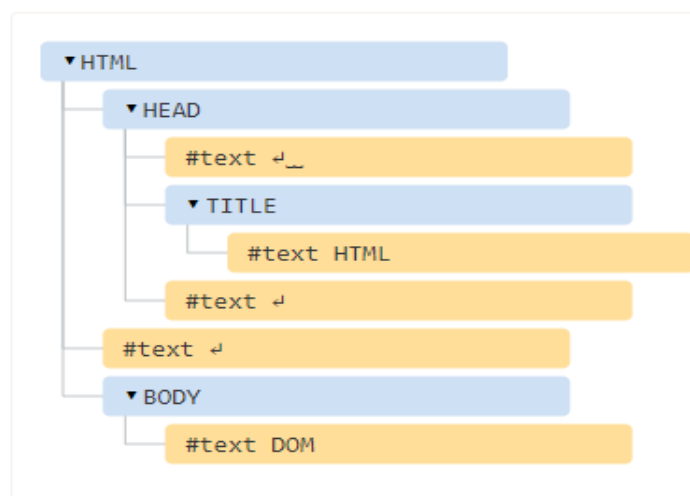 ▼HTML
▼HEAD
#text ↵␣␣
▼TITLE
#text HTML
#text ↵
#text ↵
▼BODY
#text DOM